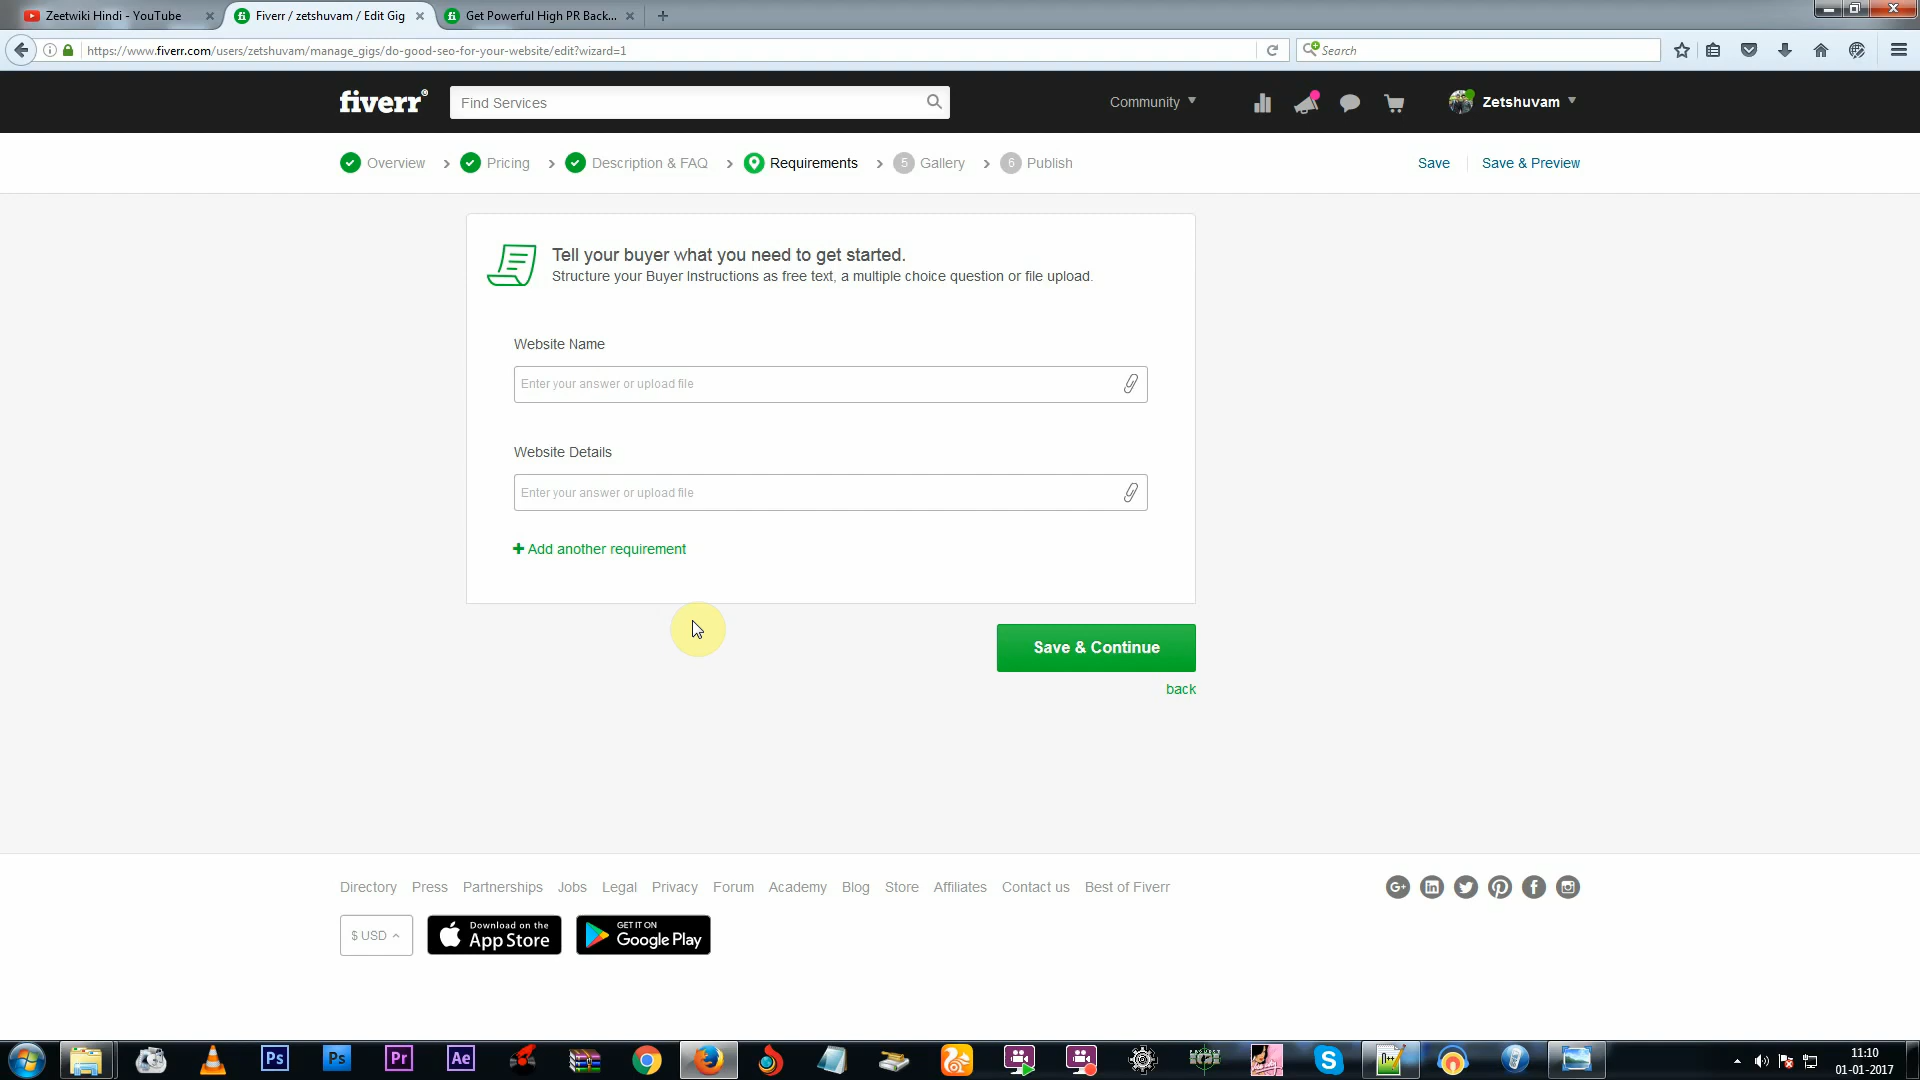 Zeetwiki Hindi - YouTube
Fiverr / zetshuvam / Edit Gig
Get Powerful High PR Back...
https://www.fiverr.com/users/zetshuvam/manage_gigs/do-good-seo-for-your-website/edit?wizard=1
Search
fiverr®
Find Services
Community
Zetshuvam
Overview
Pricing
Description & FAQ
Requirements
5 Gallery
6 Publish
Save
Save & Preview
Tell your buyer what you need to get started.
Structure your Buyer Instructions as free text, a multiple choice question or file upload.
Website Name
Enter your answer or upload file
Website Details
Enter your answer or upload file
+ Add another requirement
Save & Continue
back
Directory Press Partnerships Jobs Legal Privacy Forum Academy Blog Store Affiliates Contact us Best of Fiverr
$ USD
Download on the
App Store
GET IT ON
Google Play
Ps
Ps
Pr
Ae
11:10
01-01-2017